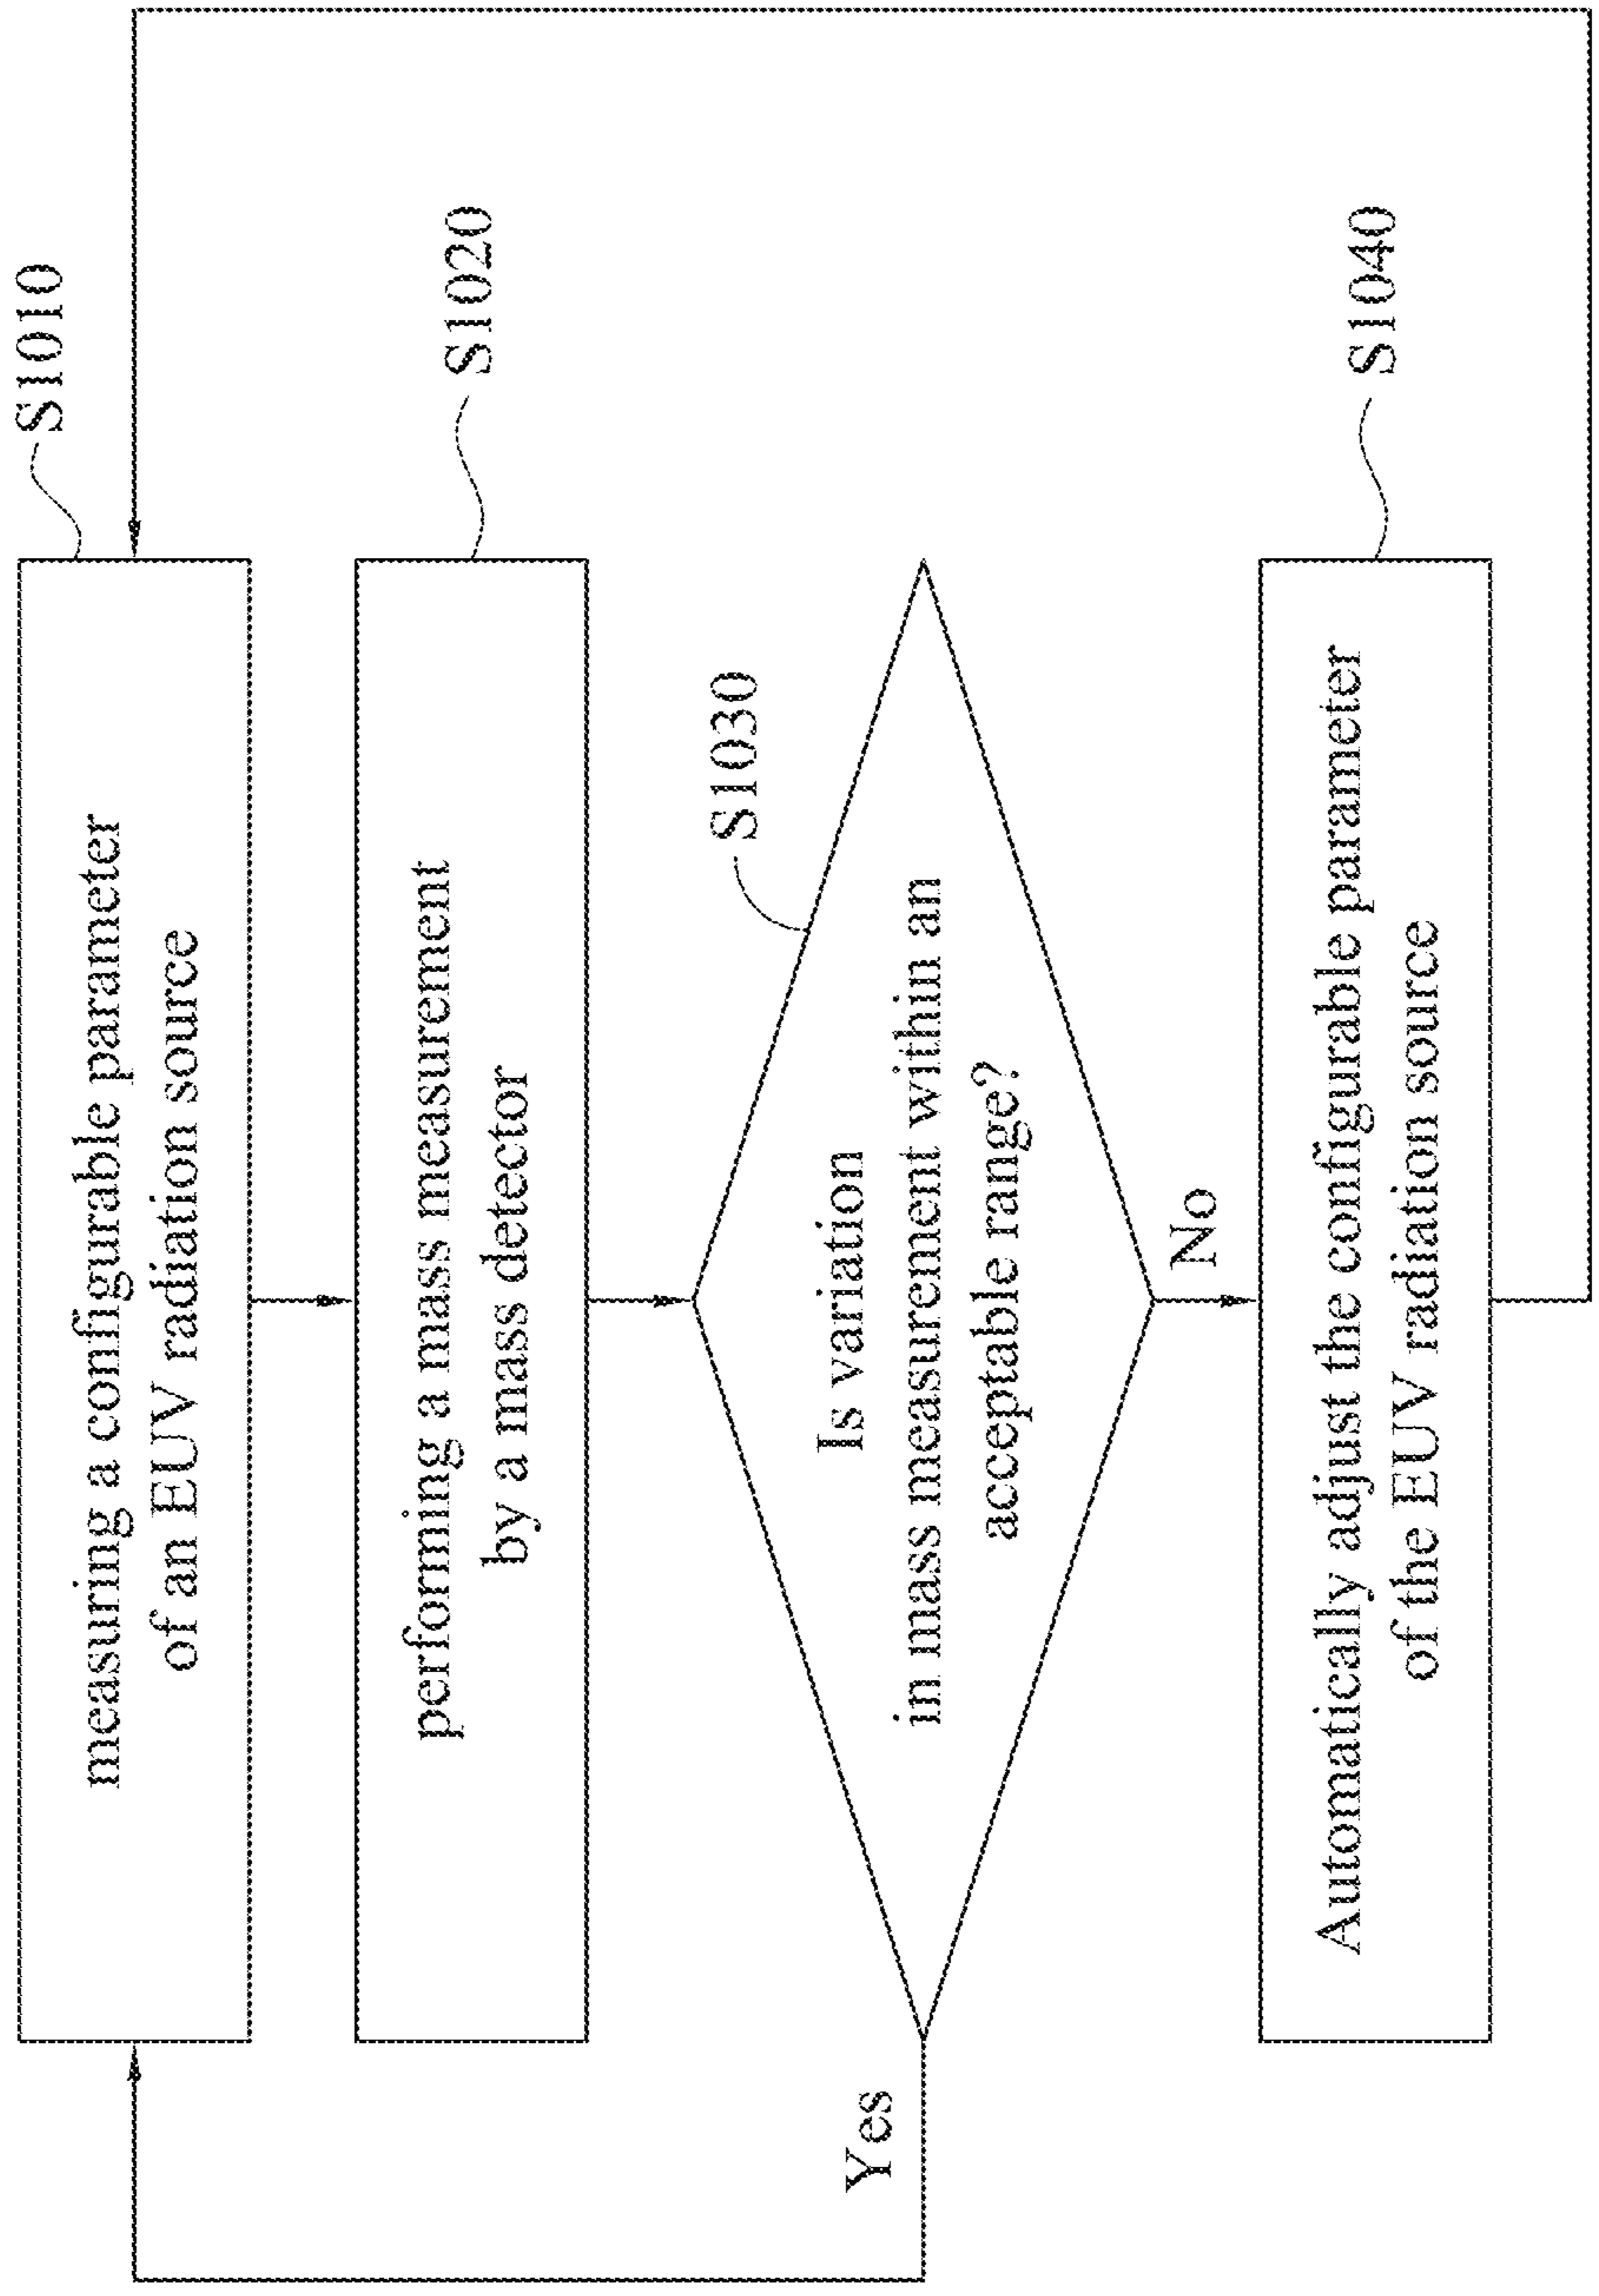 S1010
measuring a configurable parameter
of an EUV radiation source
S1020
performing a mass measurement
by a mass detector
S1030
Is variation
in mass measurement within an
acceptable range?
Yes
No
S1040
Automatically adjust the configurable parameter
of the EUV radiation source